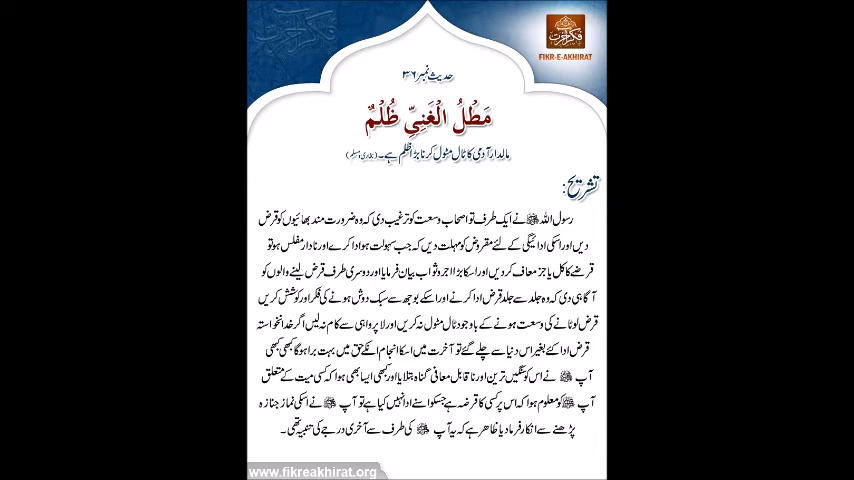 فکر آخرت
FIKR-E-AKHIRAT
حدیث نمبر ۳۶
مَطْلُ الْغَنِيِّ ظُلْمٌ
مالدار آدمی کا ٹال مٹول کرنا بڑا ظلم ہے۔ (بخاری، مسلم)
تشریح:
رسول اللہ ﷺ نے ایک طرف تو اصحاب وسعت کو ترغیب دی کہ وہ ضرورت مند بھائیوں کو قرض
دیں اور اسکی ادائیگی کے لئے مقروض کو مہلت دیں کہ جب سہولت ہو ادا کرے اور نادار مفلس ہو تو
قرضے کا کل یا جز معاف کر دیں اور اسکا بڑا اجر و ثواب بیان فرمایا اور دوسری طرف قرض لینے والوں کو
آگاہی دی کہ وہ جلد سے جلد قرض ادا کرنے اور اسکے بوجھ سے سبک دوش ہونے کی فکر اور کوشش کریں
قرض لوٹانے کی وسعت ہونے کے باوجود ٹال مٹول نہ کریں اور لا پرواہی سے کام نہ لیں اگر خدانخواستہ
قرض ادا کئے بغیر اس دنیا سے چلے گئے تو آخرت میں اسکا انجام انکے حق میں بہت برا ہوگا کبھی کبھی
آپ ﷺ نے اس کو سنگین ترین اور ناقابل معافی گناہ بتلایا اور کبھی ایسا بھی ہوا کہ کسی میت کے متعلق
آپ ﷺ کو معلوم ہوا کہ اس پر کسی کا قرضہ ہے جسکو اسنے ادا نہیں کیا ہے تو آپ ﷺ نے اسکی نماز جنازہ
پڑھنے سے انکار فرما دیا ظاہر ہے کہ یہ آپ ﷺ کی طرف سے آخری درجے کی تنبیہ تھی۔
www.fikreakhirat.org